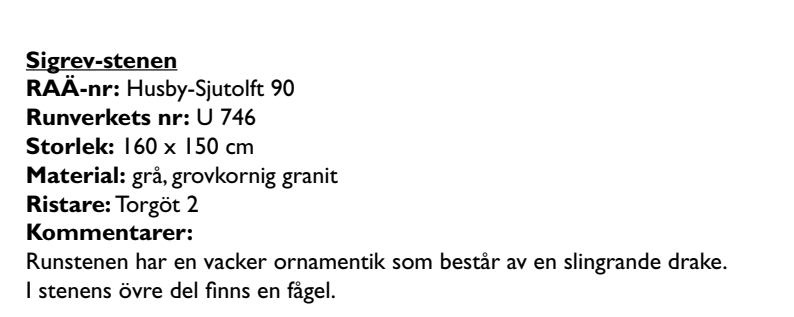 Sigrev-stenen
RAÄ-nr: Husby-Sjutolft 90
Runverkets nr: U 746
Storlek: 160 x 150 cm
Material: grå, grovkornig granit
Ristare: Torgöt 2
Kommentarer:
Runstenen har en vacker ornamentik som består av en slingrande drake.
I stenens övre del finns en fågel.